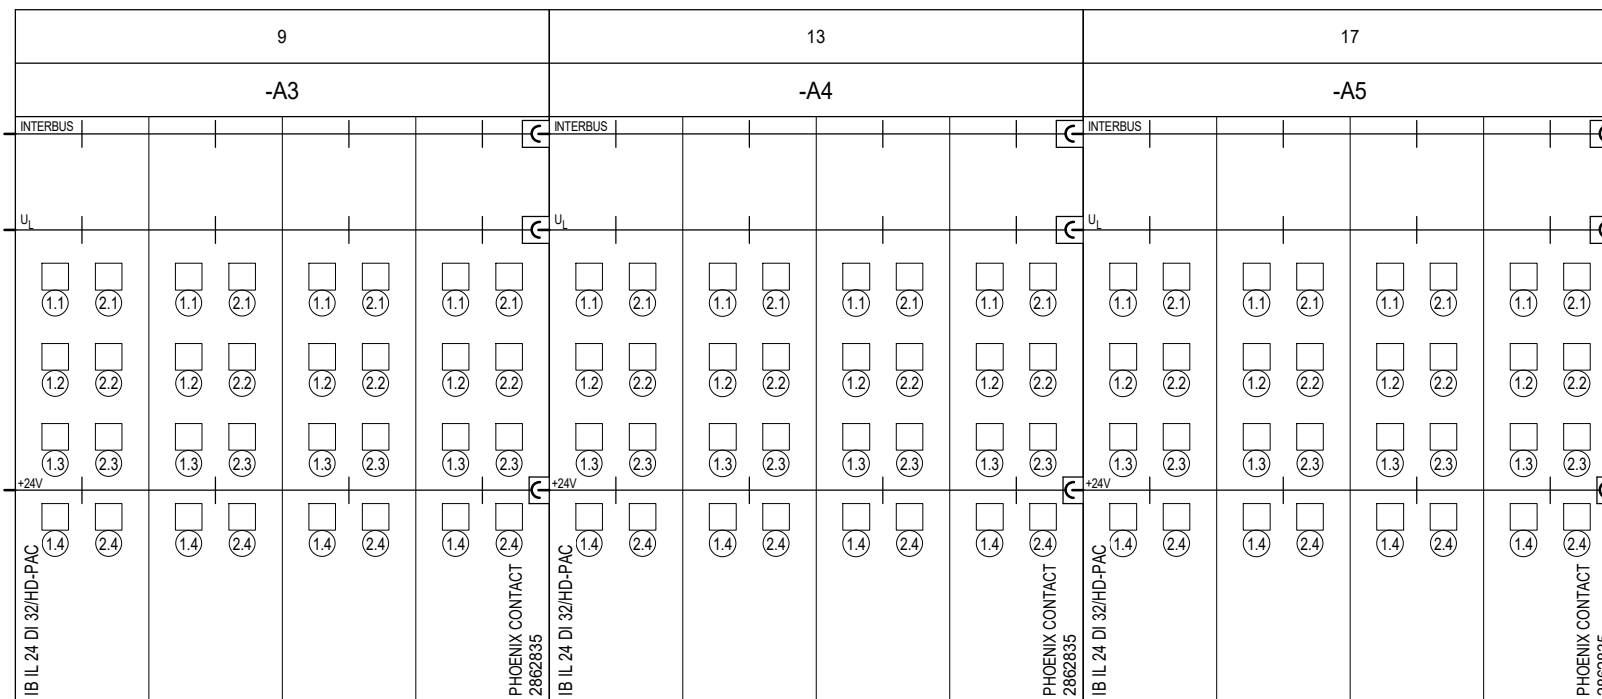 9 13 17
-A3 -A4 -A5
INTERBUS INTERBUS INTERBUS
UL UL UL
1.1 2.1 1.1 2.1 1.1 2.1 1.1 2.1 1.1 2.1 1.1 2.1 1.1 2.1 1.1 2.1 1.1 2.1 1.1 2.1 1.1 2.1 1.1 2.1
1.2 2.2 1.2 2.2 1.2 2.2 1.2 2.2 1.2 2.2 1.2 2.2 1.2 2.2 1.2 2.2 1.2 2.2 1.2 2.2 1.2 2.2 1.2 2.2
1.3 2.3 1.3 2.3 1.3 2.3 1.3 2.3 1.3 2.3 1.3 2.3 1.3 2.3 1.3 2.3 1.3 2.3 1.3 2.3 1.3 2.3 1.3 2.3
+24V +24V +24V
1.4 2.4 1.4 2.4 1.4 2.4 1.4 2.4 1.4 2.4 1.4 2.4 1.4 2.4 1.4 2.4 1.4 2.4 1.4 2.4 1.4 2.4 1.4 2.4
IB IL 24 DI 32/HD-PAC
PHOENIX CONTACT
2862835
IB IL 24 DI 32/HD-PAC
PHOENIX CONTACT
2862835
IB IL 24 DI 32/HD-PAC
PHOENIX CONTACT